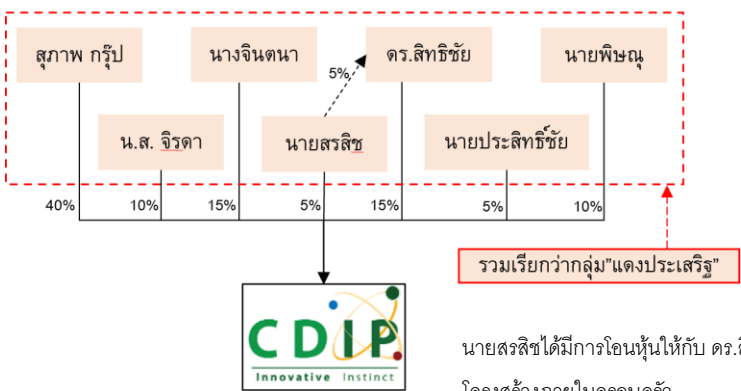 สุภาพ กรุ๊ป
นางจินตนา
ดร.สิทธิชัย
นายพิษณุ
5%
น.ส. จิรดา
นายสรสิช
นายประสิทธิ์ชัย
40%
10%
15%
5%
15%
5%
10%
รวมเรียกว่ากลุ่ม"แดงประเสริฐ"
CDIP
Innovative Instinct
นายสรสิชได้มีการโอนหุ้นให้กับ ดร.